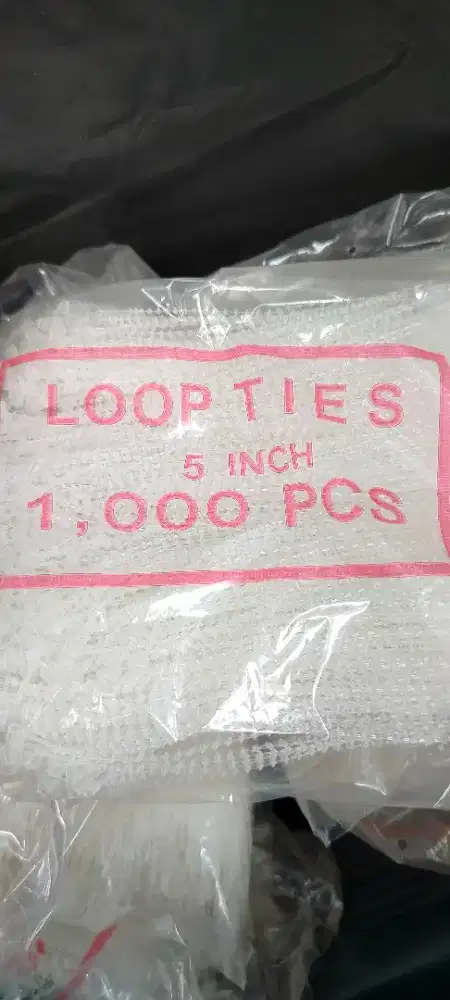 LOOP TIES
5 INCH
1,000 PCS